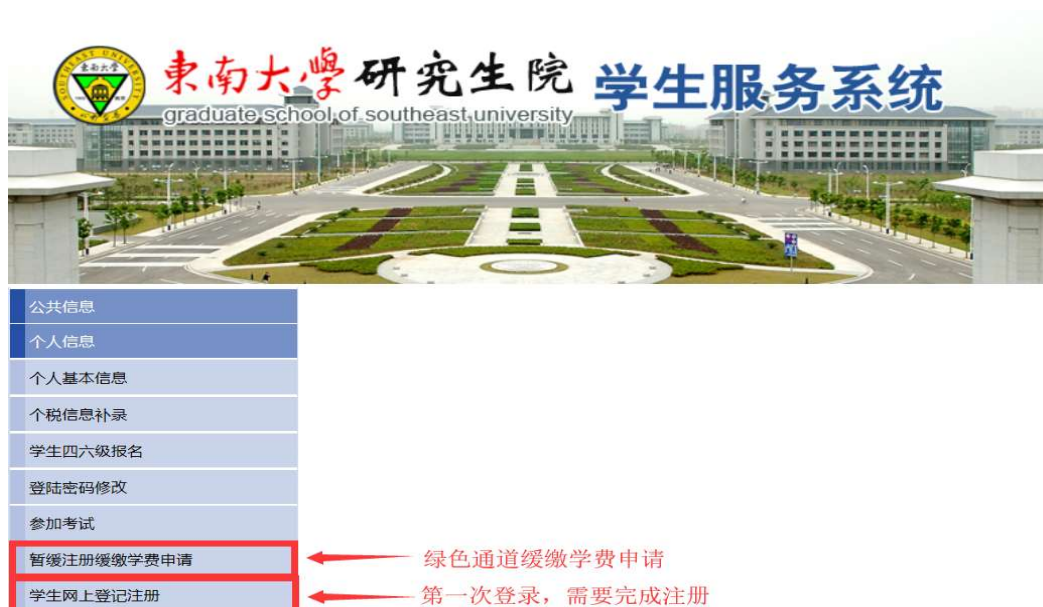 東南大學研究生院 学生服务系统
graduate school of southeast university
公共信息
个人信息
个人基本信息
个税信息补录
学生四六级报名
登陆密码修改
参加考试
暂缓注册缓缴学费申请 绿色通道缓缴学费申请
学生网上登记注册 第一次登录，需要完成注册